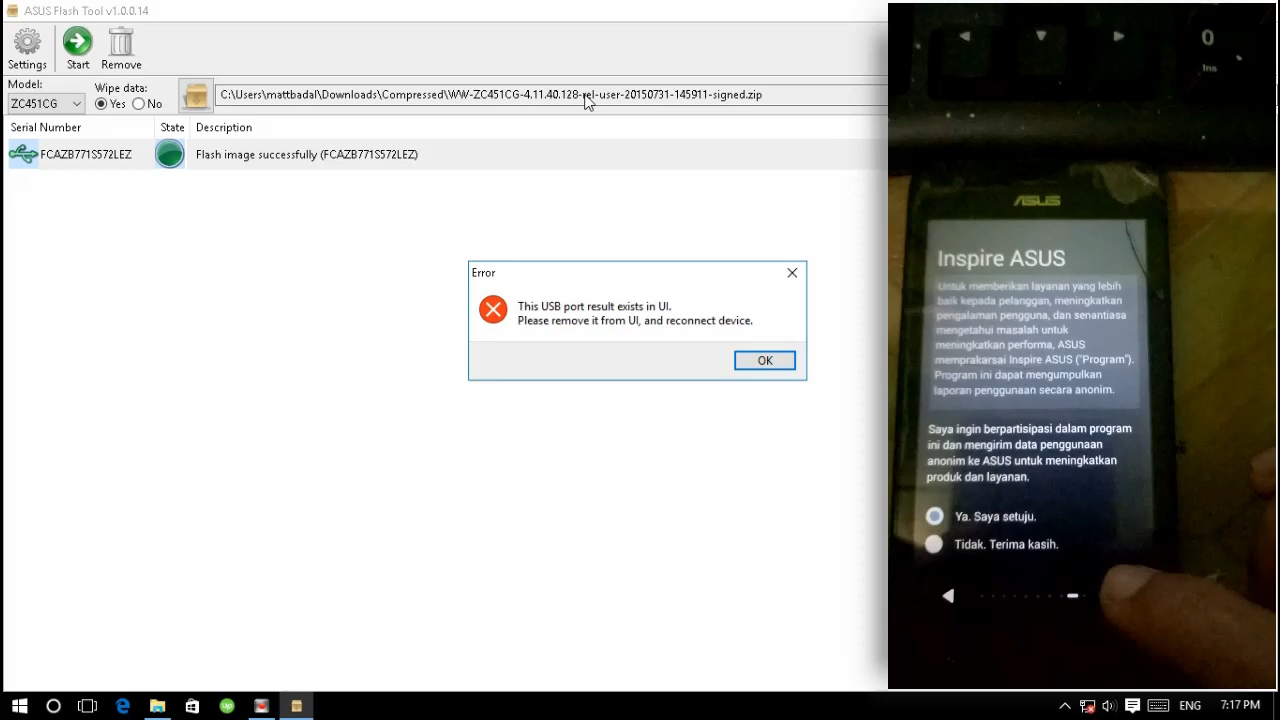 ASUS Flash Tool v1.0.0.14
Settings
Start
Remove
Model:
ZC451CG
Wipe data:
Yes
No
C:\Users\mattbadal\Downloads\Compressed\WW-ZC451CG-4.11.40.128-rel-user-20150731-145911-signed.zip
Serial Number
State
Description
FCAZB771S572LEZ
Flash image successfully (FCAZB771S572LEZ)
Error
This USB port result exists in UI.
Please remove it from UI, and reconnect device.
OK
0
Ins
ASUS
Inspire ASUS
Untuk memberikan layanan yang lebih
baik kepada pelanggan, meningkatkan
pengalaman pengguna, dan senantiasa
mengetahui masalah untuk
meningkatkan performa, ASUS
memprakarsai Inspire ASUS ("Program").
Program ini dapat mengumpulkan
laporan penggunaan secara anonim.
Saya ingin berpartisipasi dalam program
ini dan mengirim data penggunaan
anonim ke ASUS untuk meningkatkan
produk dan layanan.
Ya. Saya setuju.
Tidak. Terima kasih.
Up
ENG
7:17 PM